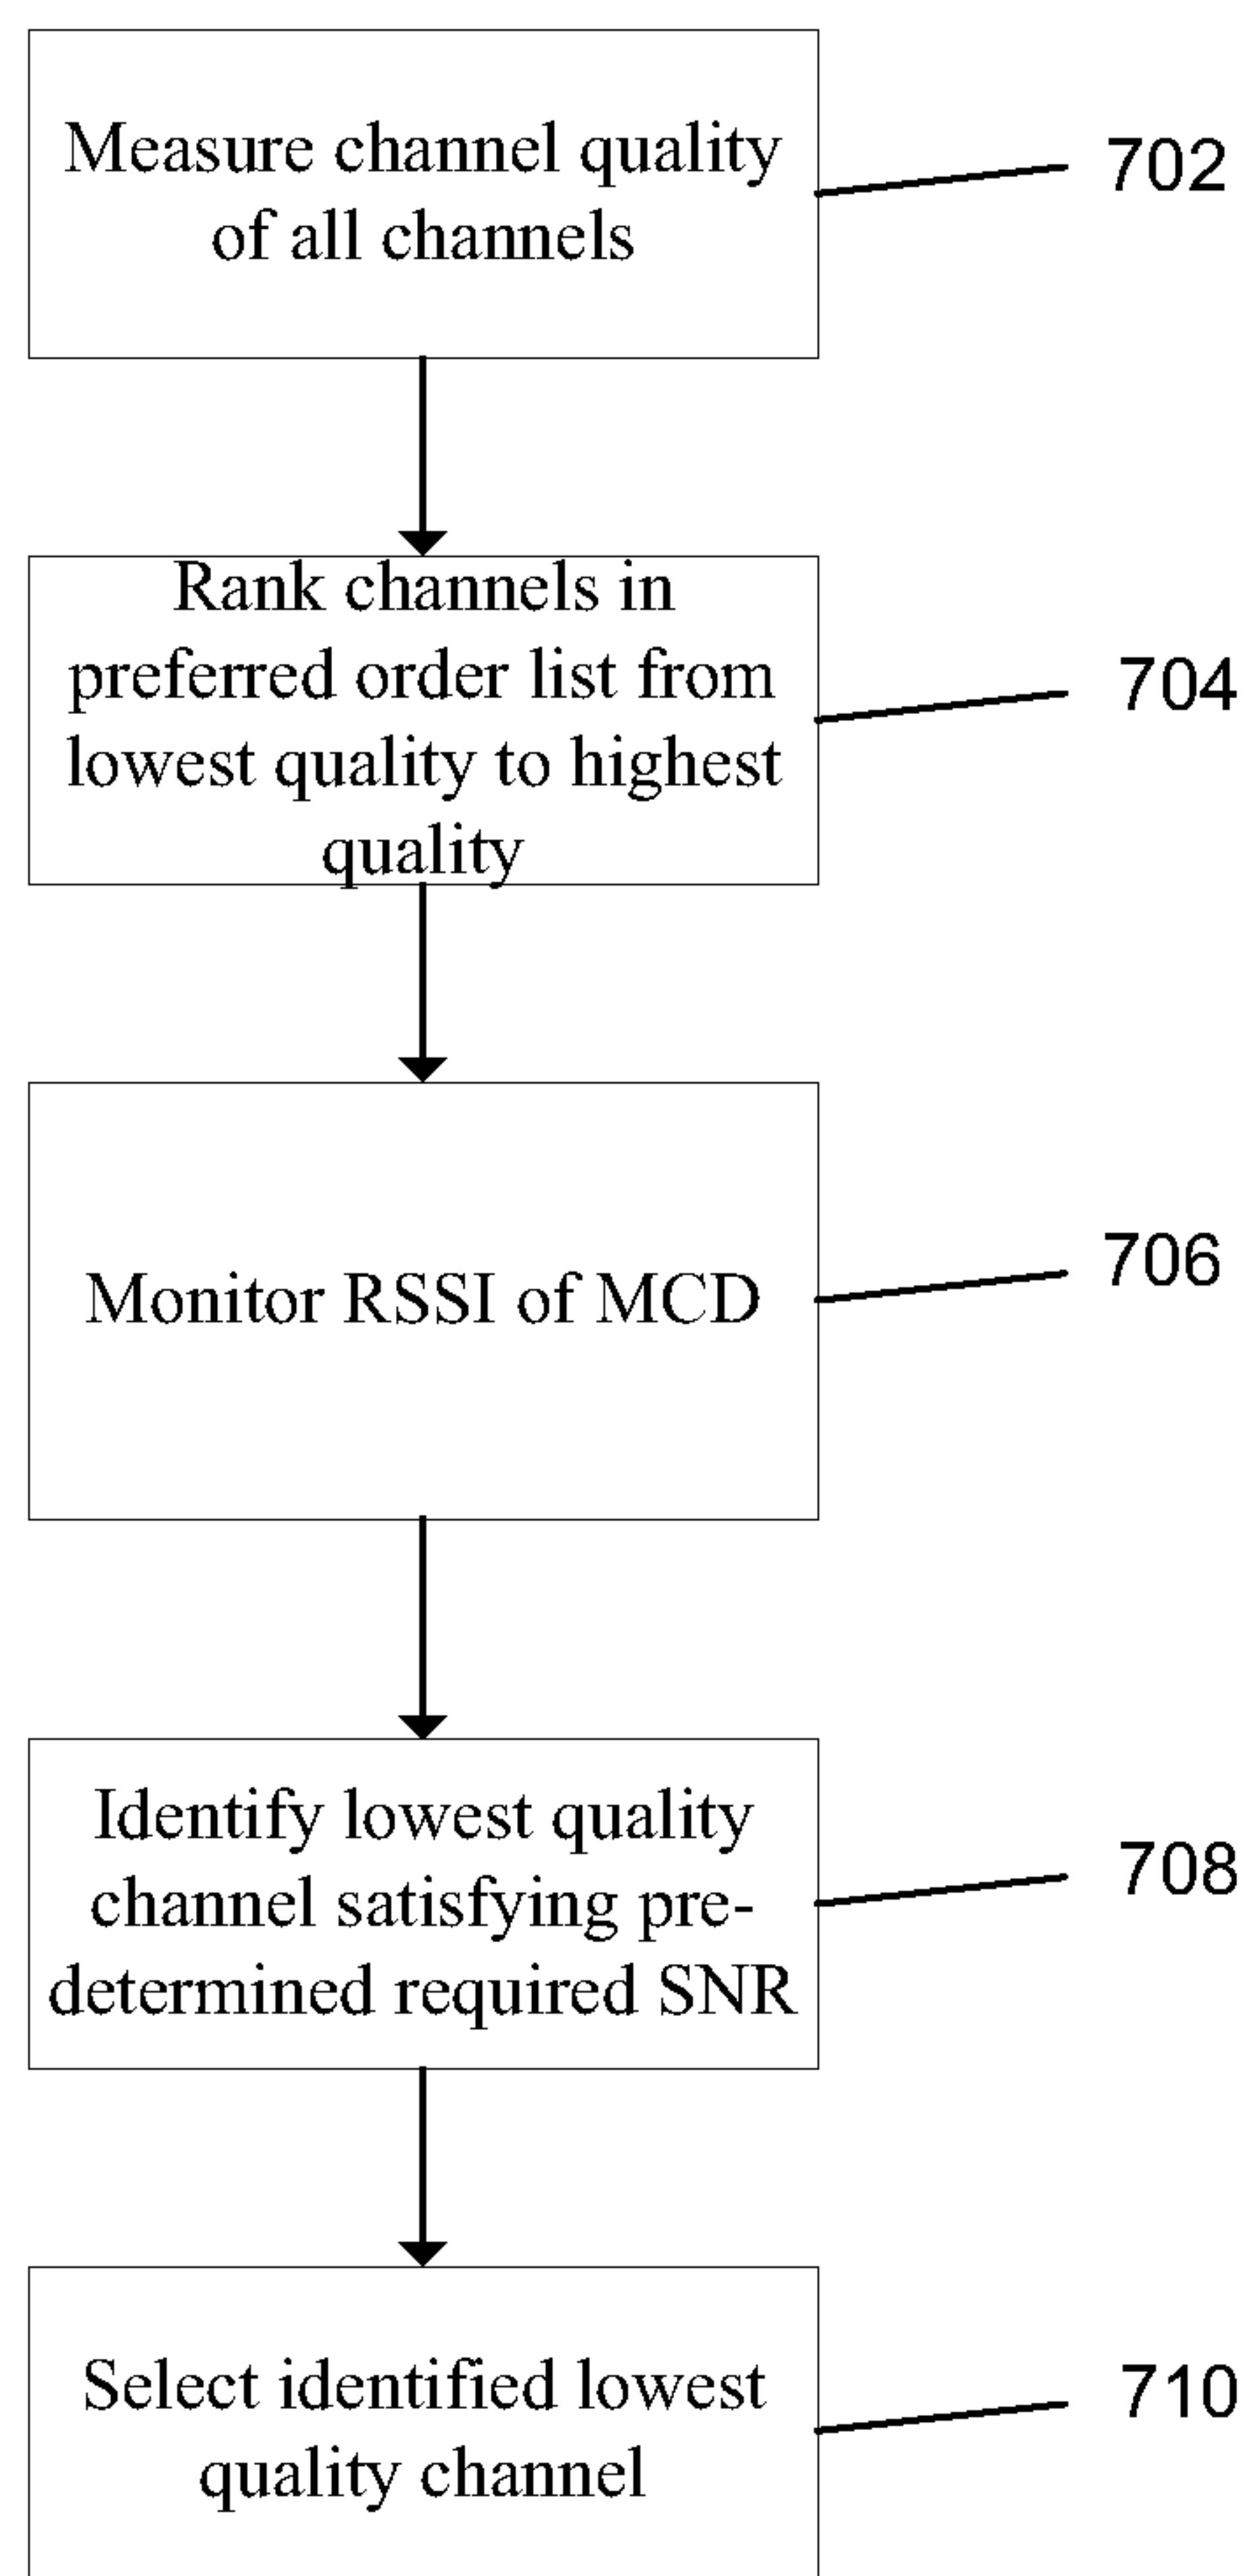 Measure channel quality
of all channels
702
Rank channels in
preferred order list from
lowest quality to highest
quality
704
Monitor RSSI of MCD
706
Identify lowest quality
channel satisfying pre-
determined required SNR
708
Select identified lowest
quality channel
710